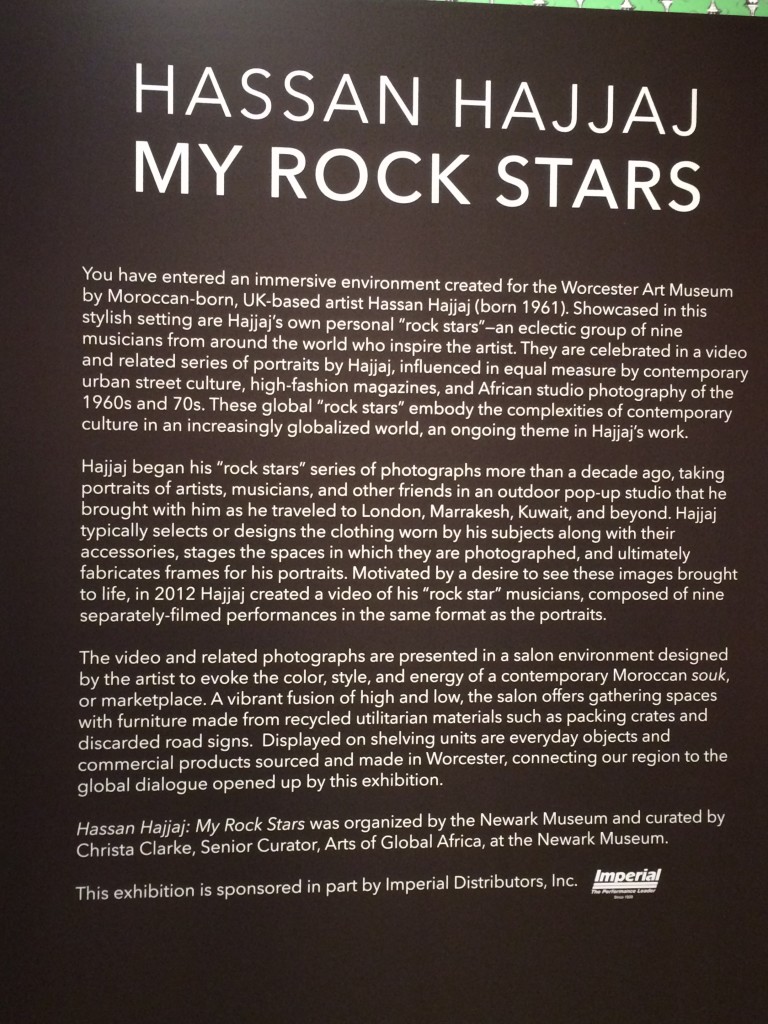 HASSAN HAJJAJ
MY ROCK STARS
You have entered an immersive environment created for the Worcester Art Museum
by Moroccan-born, UK-based artist Hassan Hajjaj (born 1961). Showcased in this
stylish setting are Hajjaj's own personal "rock stars"—an eclectic group of nine
musicians from around the world who inspire the artist. They are celebrated in a video
and related series of portraits by Hajjaj, influenced in equal measure by contemporary
urban street culture, high-fashion magazines, and African studio photography of the
1960s and 70s. These global "rock stars" embody the complexities of contemporary
culture in an increasingly globalized world, an ongoing theme in Hajjaj's work.
Hajjaj began his "rock stars" series of photographs more than a decade ago, taking
portraits of artists, musicians, and other friends in an outdoor pop-up studio that he
brought with him as he traveled to London, Marrakesh, Kuwait, and beyond. Hajjaj
typically selects or designs the clothing worn by his subjects along with their
accessories, stages the spaces in which they are photographed, and ultimately
fabricates frames for his portraits. Motivated by a desire to see these images brought
to life, in 2012 Hajjaj created a video of his "rock star" musicians, composed of nine
separately-filmed performances in the same format as the portraits.
The video and related photographs are presented in a salon environment designed
by the artist to evoke the color, style, and energy of a contemporary Moroccan souk,
or marketplace. A vibrant fusion of high and low, the salon offers gathering spaces
with furniture made from recycled utilitarian materials such as packing crates and
discarded road signs.  Displayed on shelving units are everyday objects and
commercial products sourced and made in Worcester, connecting our region to the
global dialogue opened up by this exhibition.
Hassan Hajjaj: My Rock Stars was organized by the Newark Museum and curated by
Christa Clarke, Senior Curator, Arts of Global Africa, at the Newark Museum.
This exhibition is sponsored in part by Imperial Distributors, Inc.
Imperial
The Performance Leader